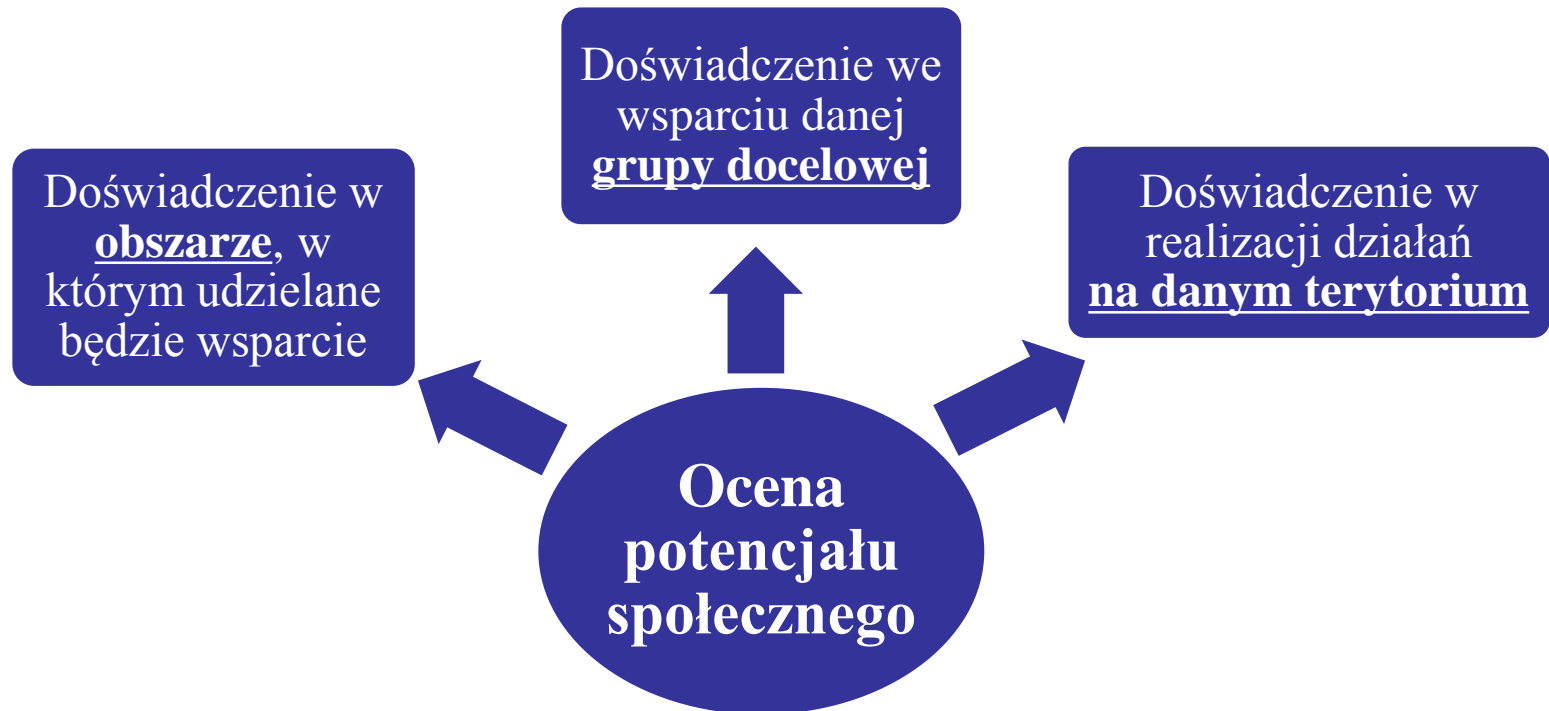 Doświadczenie w
obszarze, w
którym udzielane
będzie wsparcie
Doświadczenie we
wsparciu danej
grupy docelowej
Doświadczenie w
realizacji działań
na danym terytorium
Ocena
potencjału
społecznego